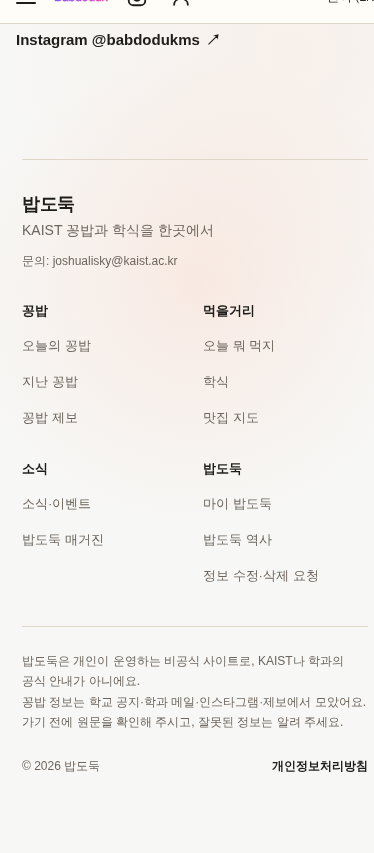 Instagram @babdodukms ↗
밥도둑
KAIST 꽁밥과 학식을 한곳에서
문의: joshualisky@kaist.ac.kr
꽁밥
먹을거리
오늘의 꽁밥
오늘 뭐 먹지
지난 꽁밥
학식
꽁밥 제보
맛집 지도
소식
밥도둑
소식·이벤트
마이 밥도둑
밥도둑 매거진
밥도둑 역사
정보 수정·삭제 요청
밥도둑은 개인이 운영하는 비공식 사이트로, KAIST나 학과의
공식 안내가 아니에요.
꽁밥 정보는 학교 공지·학과 메일·인스타그램·제보에서 모았어요.
가기 전에 원문을 확인해 주시고, 잘못된 정보는 알려 주세요.
© 2026 밥도둑
개인정보처리방침